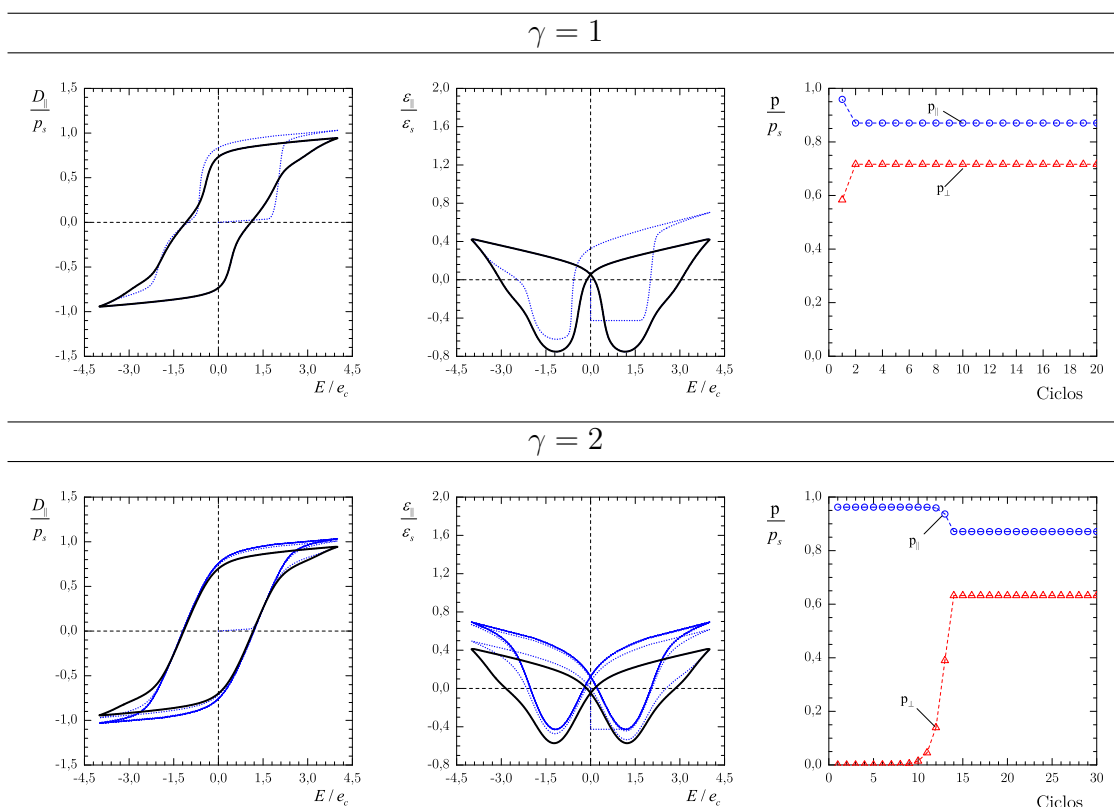 γ = 1
D∥ / p_s
1,5
1,0
0,5
0,0
-0,5
-1,0
-1,5
-4,5 -3,0 -1,5 0,0 1,5 3,0 4,5
E / e_c
ε∥ / ε_s
2,0
1,6
1,2
0,8
0,4
0,0
-0,4
-0,8
-4,5 -3,0 -1,5 0,0 1,5 3,0 4,5
E / e_c
p / p_s
1,0
0,8
0,6
0,4
0,2
0,0
p∥
p⊥
0 2 4 6 8 10 12 14 16 18 20
Ciclos
γ = 2
D∥ / p_s
1,5
1,0
0,5
0,0
-0,5
-1,0
-1,5
-4,5 -3,0 -1,5 0,0 1,5 3,0 4,5
E / e_c
ε∥ / ε_s
2,0
1,6
1,2
0,8
0,4
0,0
-0,4
-0,8
-4,5 -3,0 -1,5 0,0 1,5 3,0 4,5
E / e_c
p / p_s
1,0
0,8
0,6
0,4
0,2
0,0
p∥
p⊥
0 5 10 15 20 25 30
Ciclos